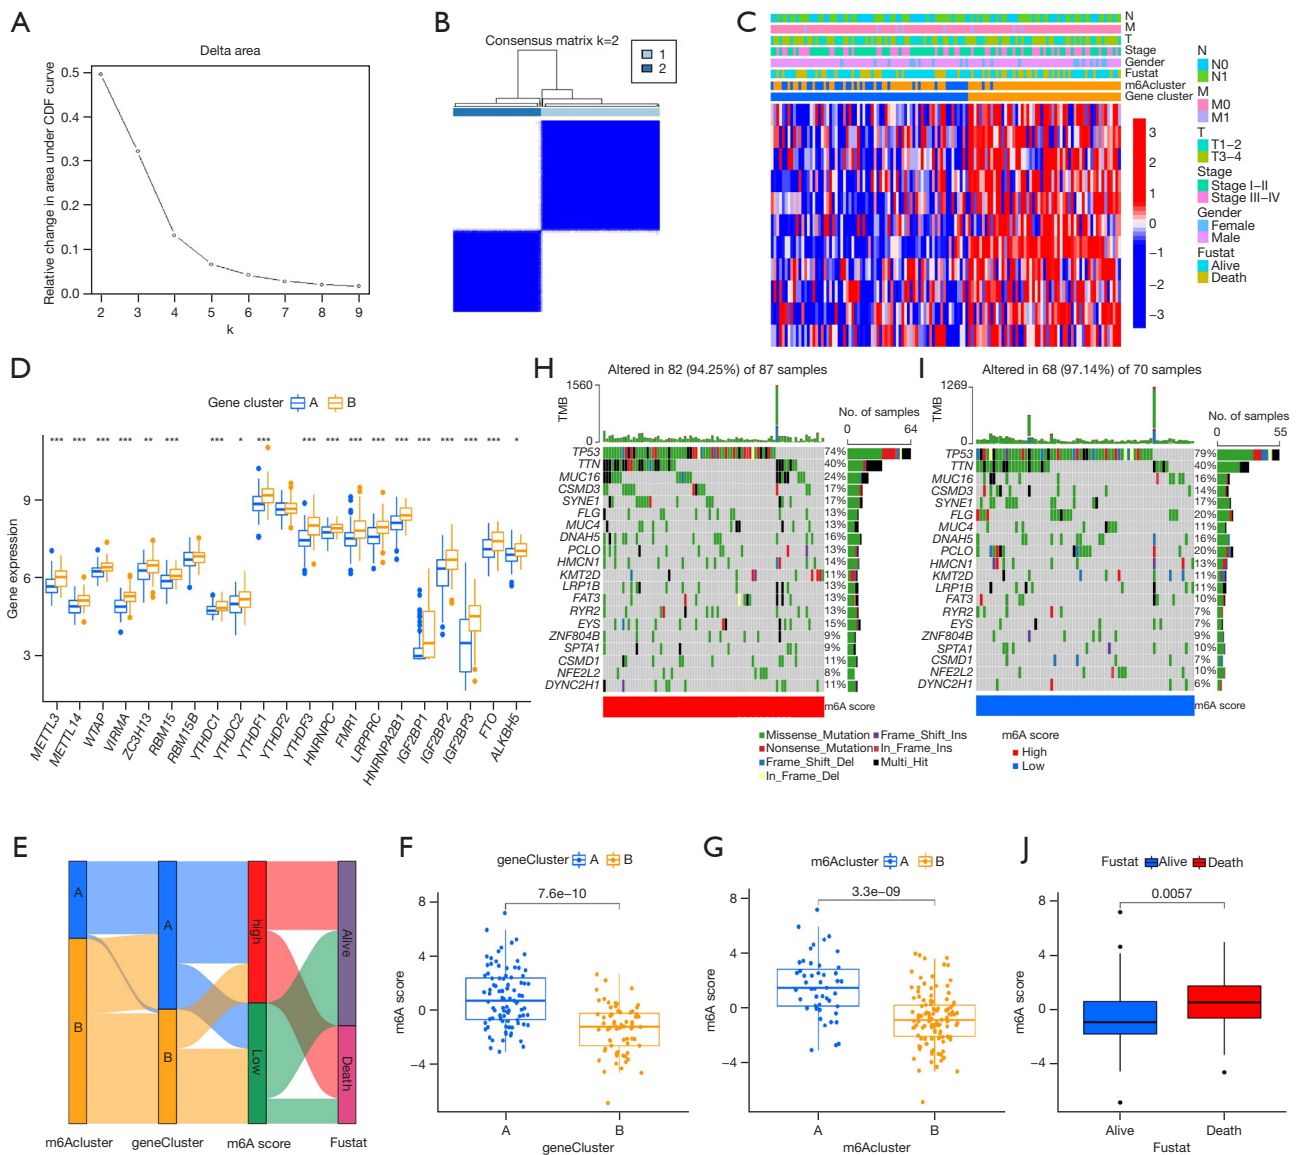 A
Delta area
Relative change in area under CDF curve
0.5
0.4
0.3
0.2
0.1
0.0
2 3 4 5 6 7 8 9
k
B
Consensus matrix k=2
1
2
C
N
M
T
Stage
Gender
Fustat
m6Acluster
Gene cluster
3
2
1
0
−1
−2
−3
N
N0
N1
M
M0
M1
T
T1−2
T3−4
Stage
Stage I−II
Stage III−IV
Gender
Female
Male
Fustat
Alive
Death
D
Gene cluster A B
Gene expression
9
6
3
*** *** *** *** ** *** *** * *** *** *** *** *** *** *** *** *** *** *
METTL3
METTL14
WTAP
VIRMA
ZC3H13
RBM15
RBM15B
YTHDC1
YTHDC2
YTHDF1
YTHDF2
YTHDF3
HNRNPC
FMR1
LRPPRC
HNRNPA2B1
IGF2BP1
IGF2BP2
IGF2BP3
FTO
ALKBH5
H
Altered in 82 (94.25%) of 87 samples
1560
TMB
0
No. of samples
0 64
TP53 74%
TTN 40%
MUC16 24%
CSMD3 17%
SYNE1 17%
FLG 13%
MUC4 13%
DNAH5 16%
PCLO 13%
HMCN1 14%
KMT2D 11%
LRP1B 13%
FAT3 13%
RYR2 13%
EYS 15%
ZNF804B 9%
SPTA1 9%
CSMD1 11%
NFE2L2 8%
DYNC2H1 11%
m6A score
Missense_Mutation
Nonsense_Mutation
Frame_Shift_Del
In_Frame_Del
Frame_Shift_Ins
In_Frame_Ins
Multi_Hit
I
Altered in 68 (97.14%) of 70 samples
1269
TMB
0
No. of samples
0 55
TP53 79%
TTN 40%
MUC16 16%
CSMD3 14%
SYNE1 17%
FLG 20%
MUC4 11%
DNAH5 16%
PCLO 20%
HMCN1 13%
KMT2D 11%
LRP1B 11%
FAT3 10%
RYR2 7%
EYS 7%
ZNF804B 9%
SPTA1 10%
CSMD1 7%
NFE2L2 10%
DYNC2H1 6%
m6A score
m6A score
High
Low
E
A
B
A
B
high
Low
Alive
Death
m6Acluster geneCluster m6A score Fustat
F
geneCluster A B
7.6e−10
m6A score
8
4
0
−4
A B
geneCluster
G
m6Acluster A B
3.3e−09
m6A score
8
4
0
−4
A B
m6Acluster
J
Fustat Alive Death
0.0057
m6A score
8
4
0
−4
Alive Death
Fustat